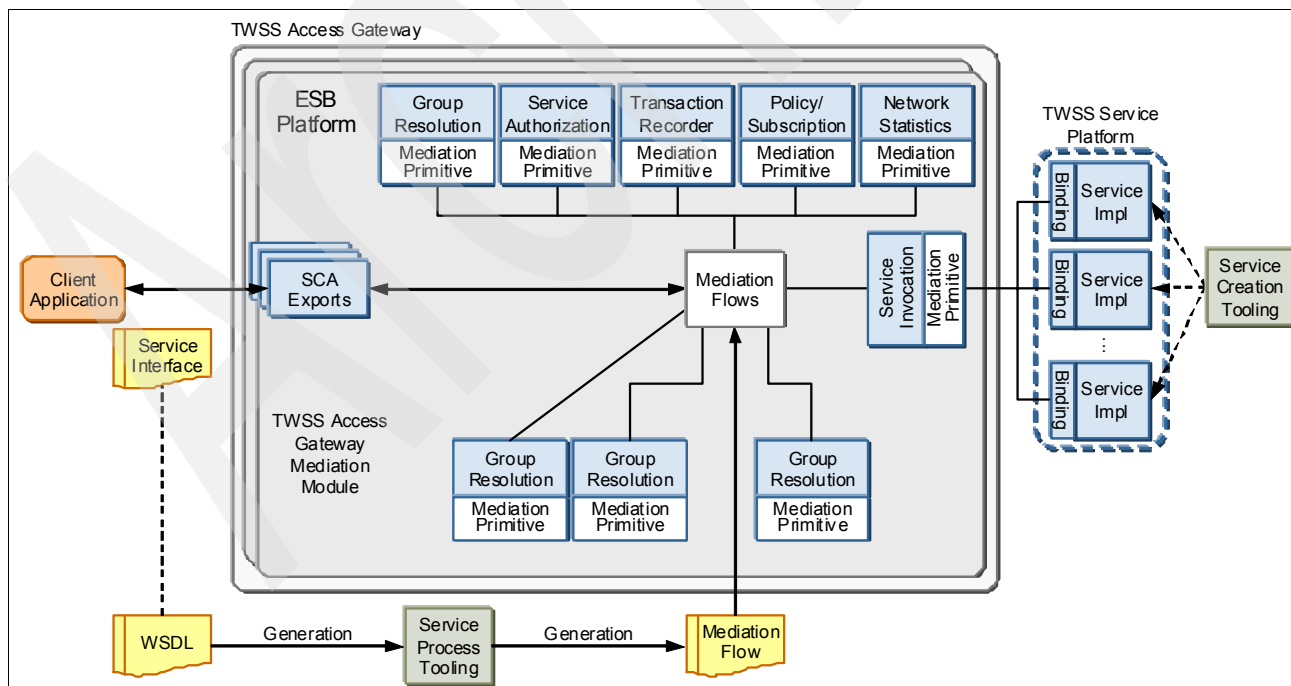 TWSS Access Gateway
ESB
Platform
Group
Resolution
Mediation
Primitive
Service
Authorization
Mediation
Primitive
Transaction
Recorder
Mediation
Primitive
Policy/
Subscription
Mediation
Primitive
Network
Statistics
Mediation
Primitive
TWSS Service
Platform
Client
Application
SCA
Exports
Mediation
Flows
Service
Invocation
Mediation
Primitive
Binding
Service
Impl
Binding
Service
Impl
...
Binding
Service
Impl
Service
Creation
Tooling
Service
Interface
TWSS Access
Gateway
Mediation
Module
Group
Resolution
Mediation
Primitive
Group
Resolution
Mediation
Primitive
Group
Resolution
Mediation
Primitive
WSDL
Generation
Service
Process
Tooling
Generation
Mediation
Flow